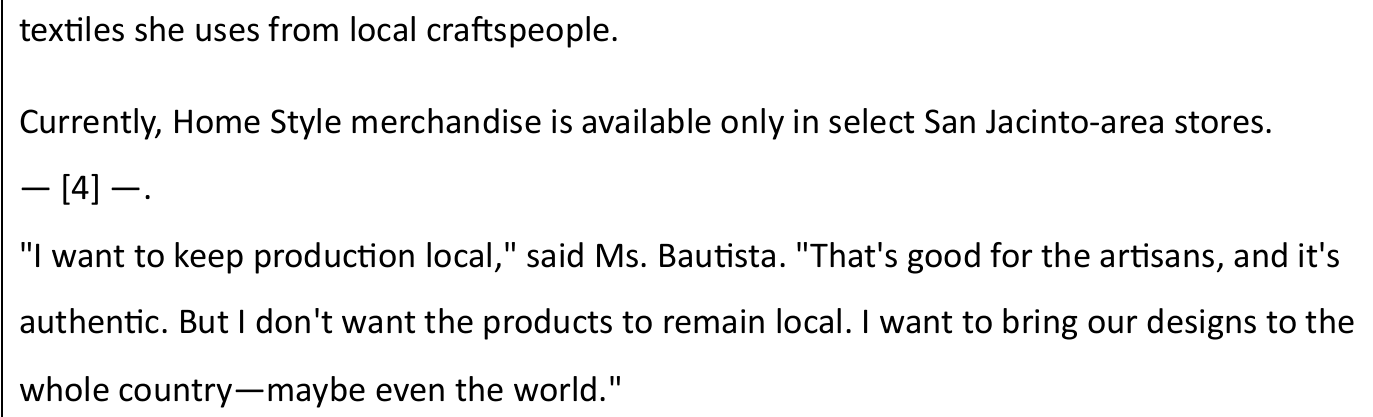 textiles she uses from local craftspeople.
Currently, Home Style merchandise is available only in select San Jacinto-area stores.
— [4] —.
"I want to keep production local," said Ms. Bautista. "That's good for the artisans, and it's
authentic. But I don't want the products to remain local. I want to bring our designs to the
whole country—maybe even the world."